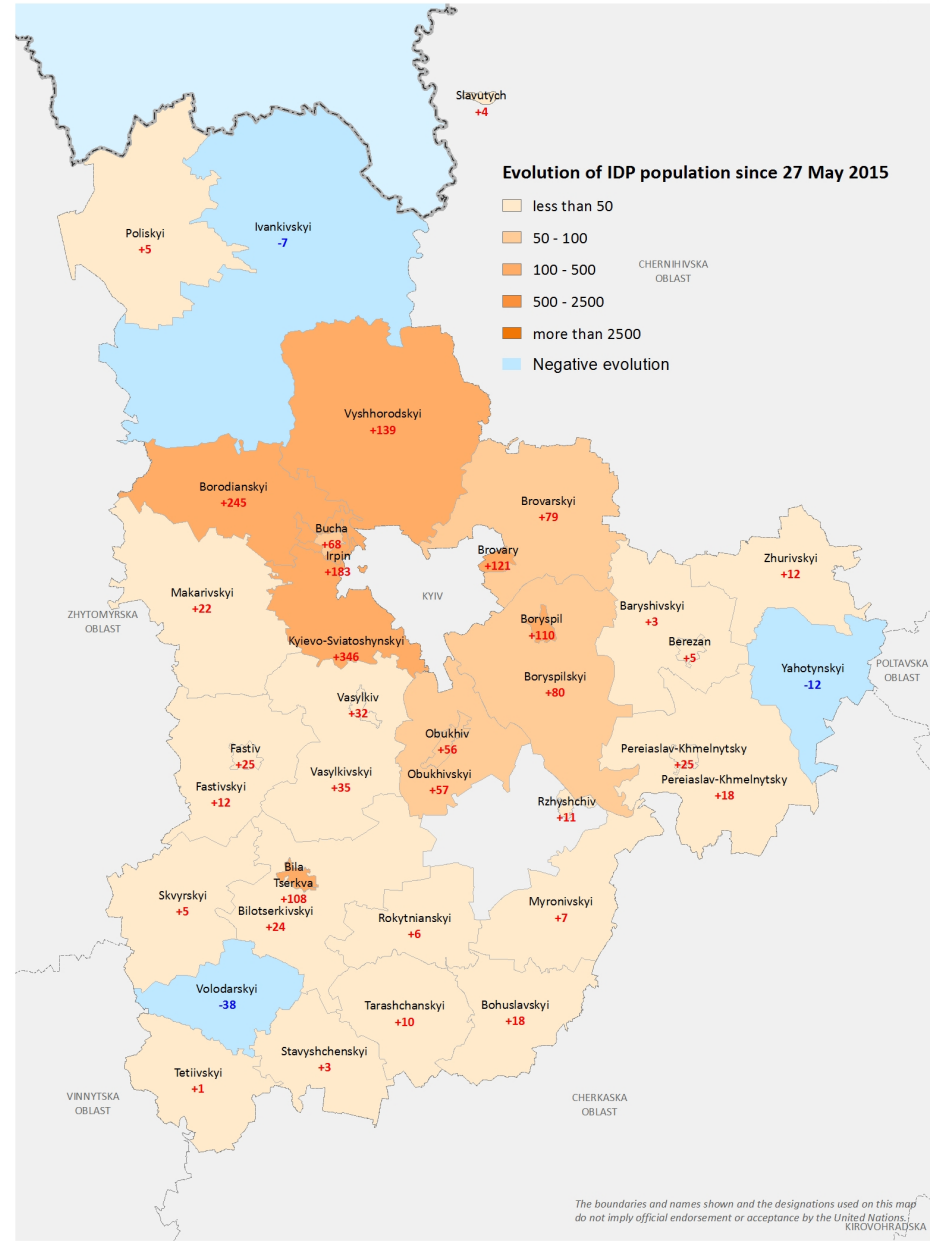 Slavutych
+4
Evolution of IDP population since 27 May 2015
less than 50
50 - 100
100 - 500
500 - 2500
more than 2500
Negative evolution
CHERNIHIVSKA
OBLAST
Poliskyi
+5
Ivankivskyi
-7
Vyshhorodskyi
+139
Borodianskyi
+245
Brovarskyi
+79
Bucha
+68
Irpin
+183
Brovary
+121
Zhurivskyi
+12
Makarivskyi
+22
KYIV
ZHYTOMYRSKA
OBLAST
Baryshivskyi
+3
Boryspil
+110
Berezan
+5
Kyievo-Sviatoshynskyi
+346
Yahotynskyi
-12
POLTAVSKA
OBLAST
Boryspilskyi
+80
Vasylkiv
+32
Obukhiv
+56
Fastiv
+25
Pereiaslav-Khmelnytsky
+25
Vasylkivskyi
+35
Obukhivskyi
+57
Pereiaslav-Khmelnytsky
+18
Fastivskyi
+12
Rzhyshchiv
+11
Bila
Tserkva
+108
Skvyrskyi
+5
Bilotserkivskyi
+24
Rokytnianskyi
+6
Myronivskyi
+7
Volodarskyi
-38
Tarashchanskyi
+10
Bohuslavskyi
+18
Stavyshchenskyi
+3
Tetiivskyi
+1
VINNYTSKA
OBLAST
CHERKASKA
OBLAST
The boundaries and names shown and the designations used on this map
do not imply official endorsement or acceptance by the United Nations.
KIROVOHRADSKA